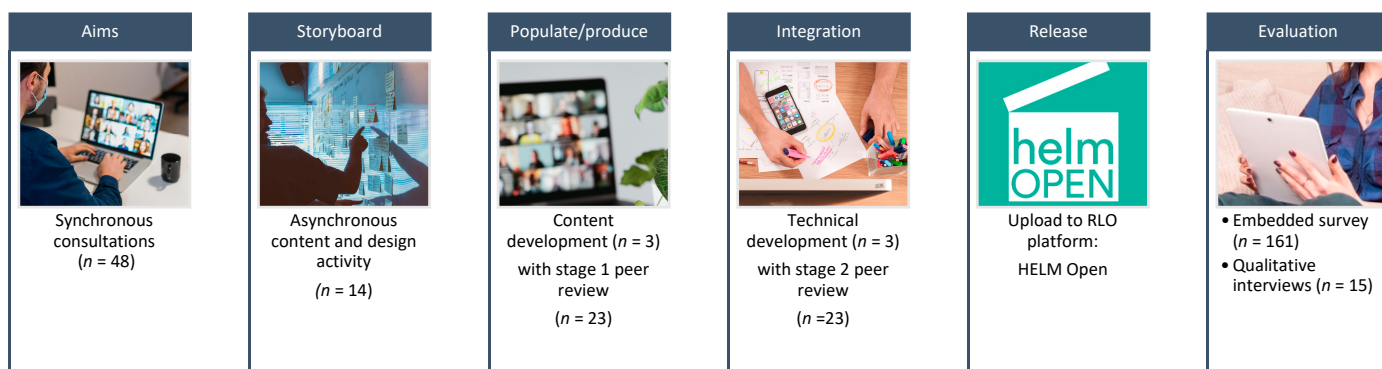 Aims
Synchronous
consultations
(n = 48)
Storyboard
Asynchronous
content and design
activity
(n = 14)
Populate/produce
Content
development (n = 3)
with stage 1 peer
review
(n = 23)
Integration
Technical
development (n = 3)
with stage 2 peer
review
(n =23)
Release
helm
OPEN
Upload to RLO
platform:
HELM Open
Evaluation
• Embedded survey
(n = 161)
• Qualitative
interviews (n = 15)